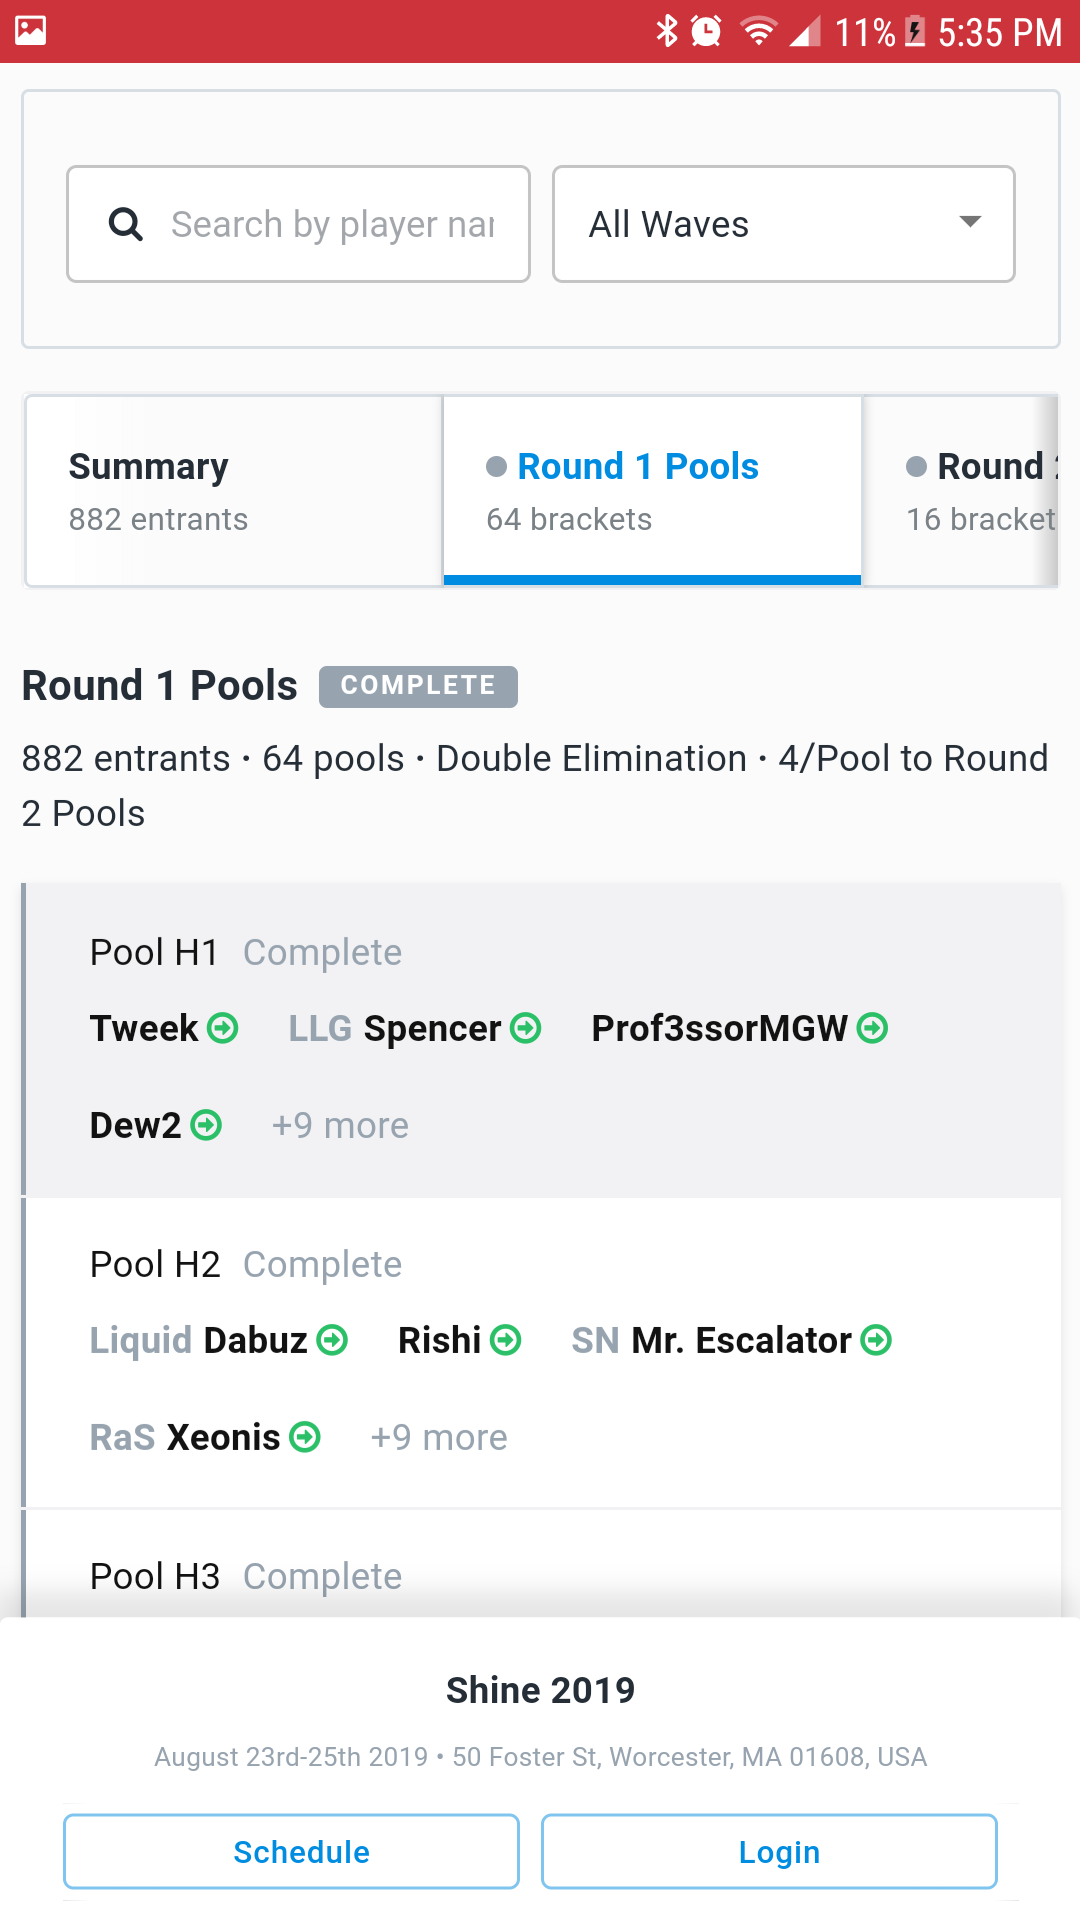 11% 5:35 PM
Search by player nar
All Waves
Summary
882 entrants
Round 1 Pools
64 brackets
Round 2
16 bracket
Round 1 Pools COMPLETE
882 entrants • 64 pools • Double Elimination • 4/Pool to Round
2 Pools
Pool H1 Complete
Tweek LLG Spencer Prof3ssorMGW
Dew2 +9 more
Pool H2 Complete
Liquid Dabuz Rishi SN Mr. Escalator
RaS Xeonis +9 more
Pool H3 Complete
Shine 2019
August 23rd-25th 2019 • 50 Foster St, Worcester, MA 01608, USA
Schedule Login